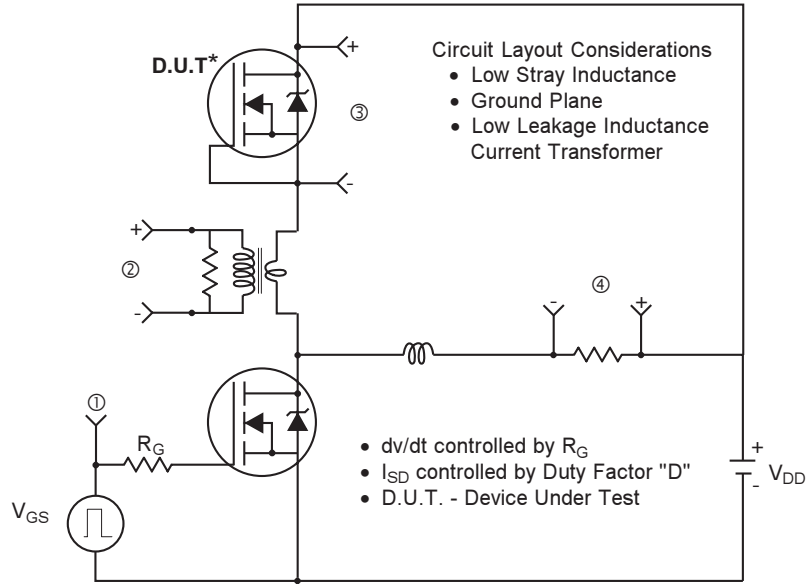 D.U.T*
+
Circuit Layout Considerations
• Low Stray Inductance
• Ground Plane
• Low Leakage Inductance
Current Transformer
③
-
+
②
-
④
- +
①
R_G
V_GS
• dv/dt controlled by R_G
• I_SD controlled by Duty Factor "D"
• D.U.T. - Device Under Test
+
V_DD
-